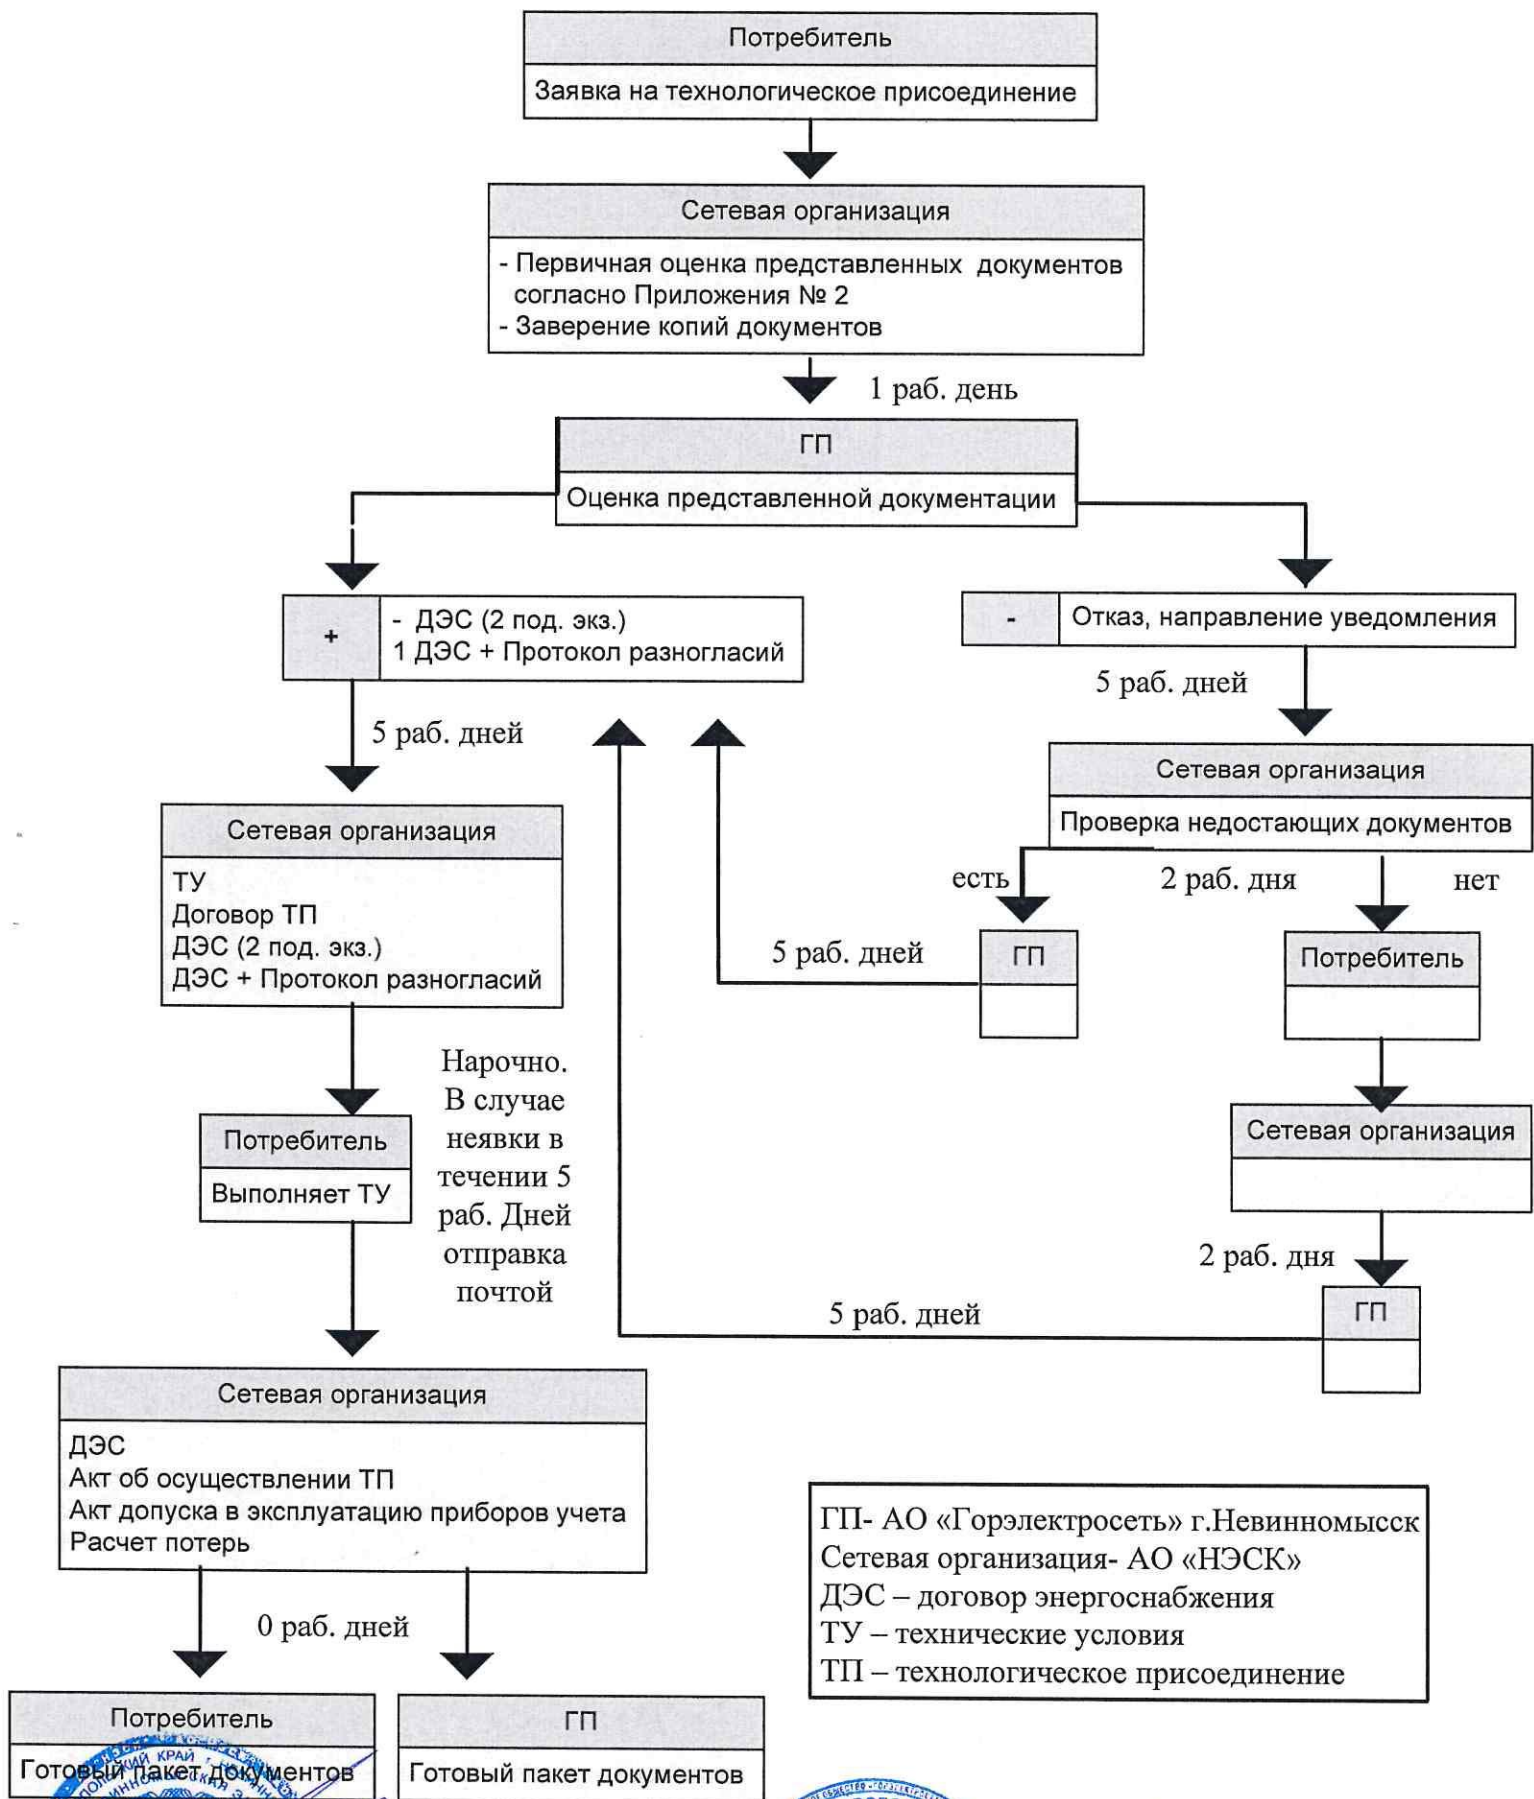 Потребитель
Заявка на технологическое присоединение
Сетевая организация
- Первичная оценка представленных документов
согласно Приложения № 2
- Заверение копий документов
1 раб. день
ГП
Оценка представленной документации
+
- ДЭС (2 под. экз.)
1 ДЭС + Протокол разногласий
-
Отказ, направление уведомления
5 раб. дней
5 раб. дней
Сетевая организация
Проверка недостающих документов
есть
2 раб. дня
нет
Сетевая организация
ТУ
Договор ТП
ДЭС (2 под. экз.)
ДЭС + Протокол разногласий
5 раб. дней
ГП
Потребитель
Нарочно.
В случае
неявки в
течении 5
раб. Дней
отправка
почтой
Потребитель
Выполняет ТУ
Сетевая организация
2 раб. дня
ГП
5 раб. дней
Сетевая организация
ДЭС
Акт об осуществлении ТП
Акт допуска в эксплуатацию приборов учета
Расчет потерь
ГП- АО «Горэлектросеть» г.Невинномысск
Сетевая организация- АО «НЭСК»
ДЭС – договор энергоснабжения
ТУ – технические условия
ТП – технологическое присоединение
0 раб. дней
Потребитель
Готовый пакет документов
ГП
Готовый пакет документов
КРАЙ